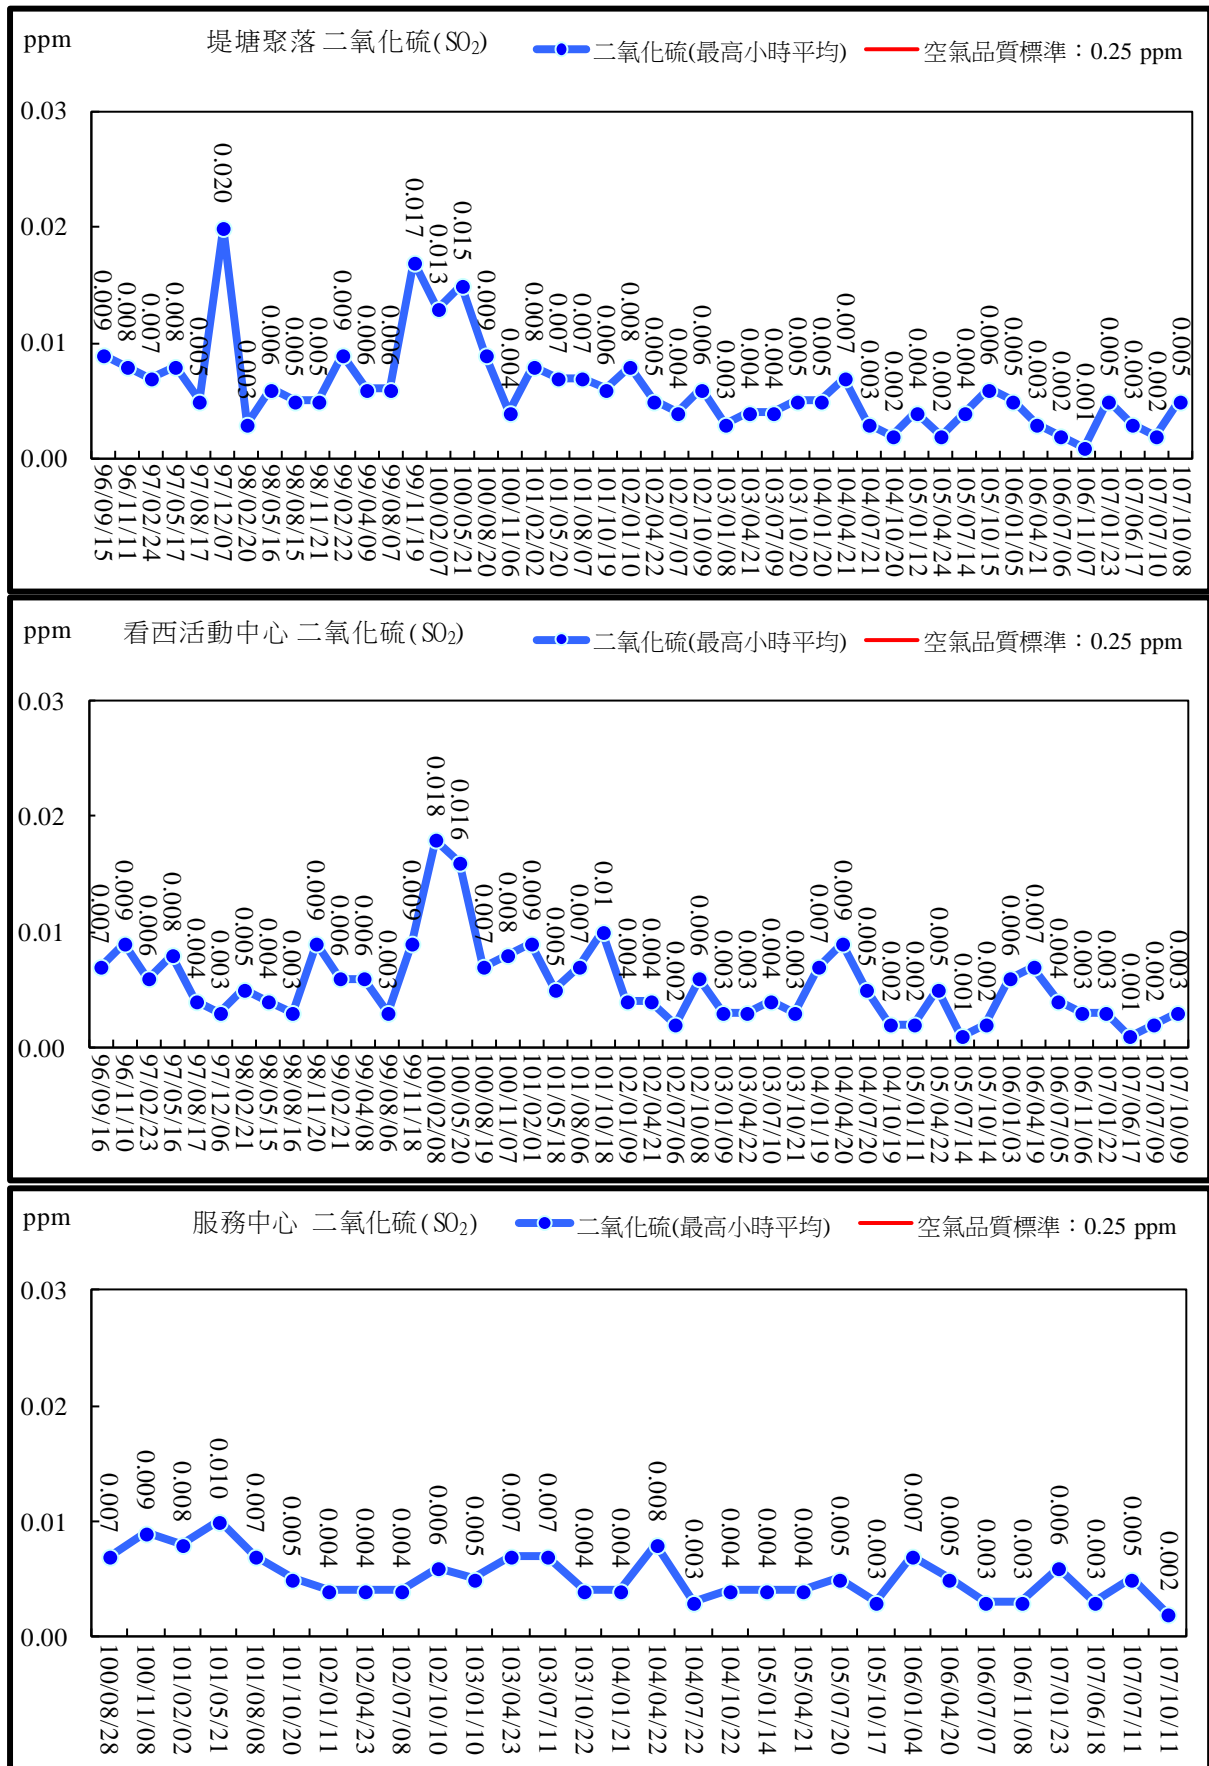 ppm 堤塘聚落 二氧化硫(SO₂) 二氧化硫(最高小時平均) 空氣品質標準：0.25 ppm
0.03
0.02
0.01
0.00
0.009 0.008 0.007 0.008 0.005 0.020 0.003 0.006 0.005 0.005 0.009 0.006 0.006 0.017 0.013 0.015 0.009 0.004 0.008 0.007 0.007 0.006 0.008 0.005 0.004 0.006 0.003 0.004 0.004 0.005 0.005 0.007 0.003 0.002 0.004 0.002 0.004 0.006 0.005 0.003 0.002 0.001 0.005 0.003 0.002 0.005
96/09/15 96/11/11 97/02/24 97/05/17 97/08/17 97/12/07 98/02/20 98/05/16 98/08/15 98/11/21 99/02/22 99/04/09 99/08/07 99/11/19 100/02/07 100/05/21 100/08/20 100/11/06 101/02/02 101/05/20 101/08/07 101/10/19 102/01/10 102/04/22 102/07/07 102/10/09 103/01/08 103/04/21 103/07/09 103/10/20 104/01/20 104/04/21 104/07/21 104/10/20 105/01/12 105/04/24 105/07/14 105/10/15 106/01/05 106/04/21 106/07/06 106/11/07 107/01/23 107/06/17 107/07/10 107/10/08
ppm 看西活動中心 二氧化硫(SO₂) 二氧化硫(最高小時平均) 空氣品質標準：0.25 ppm
0.03
0.02
0.01
0.00
0.007 0.009 0.006 0.008 0.004 0.003 0.005 0.004 0.003 0.009 0.006 0.006 0.003 0.009 0.018 0.016 0.007 0.008 0.009 0.005 0.007 0.01 0.004 0.004 0.002 0.006 0.003 0.003 0.004 0.003 0.007 0.009 0.005 0.002 0.002 0.005 0.001 0.002 0.006 0.007 0.004 0.003 0.003 0.001 0.002 0.003
96/09/16 96/11/10 97/02/23 97/05/16 97/08/17 97/12/06 98/02/21 98/05/15 98/08/16 98/11/20 99/02/21 99/04/08 99/08/06 99/11/18 100/02/08 100/05/20 100/08/19 100/11/07 101/02/01 101/05/18 101/08/06 101/10/18 102/01/09 102/04/21 102/07/06 102/10/08 103/01/09 103/04/22 103/07/10 103/10/21 104/01/19 104/04/20 104/07/20 104/10/19 105/01/11 105/04/22 105/07/14 105/10/14 106/01/03 106/04/19 106/07/05 106/11/06 107/01/22 107/06/17 107/07/09 107/10/09
ppm 服務中心 二氧化硫(SO₂) 二氧化硫(最高小時平均) 空氣品質標準：0.25 ppm
0.03
0.02
0.01
0.00
0.007 0.009 0.008 0.010 0.007 0.005 0.004 0.004 0.004 0.006 0.005 0.007 0.007 0.004 0.004 0.008 0.003 0.004 0.004 0.004 0.005 0.003 0.007 0.005 0.003 0.003 0.006 0.003 0.005 0.002
100/08/28 100/11/08 101/02/02 101/05/21 101/08/08 101/10/20 102/01/11 102/04/23 102/07/08 102/10/10 103/01/10 103/04/23 103/07/11 103/10/22 104/01/21 104/04/22 104/07/22 104/10/22 105/01/14 105/04/21 105/07/20 105/10/17 106/01/04 106/04/20 106/07/07 106/11/08 107/01/23 107/06/18 107/07/11 107/10/11